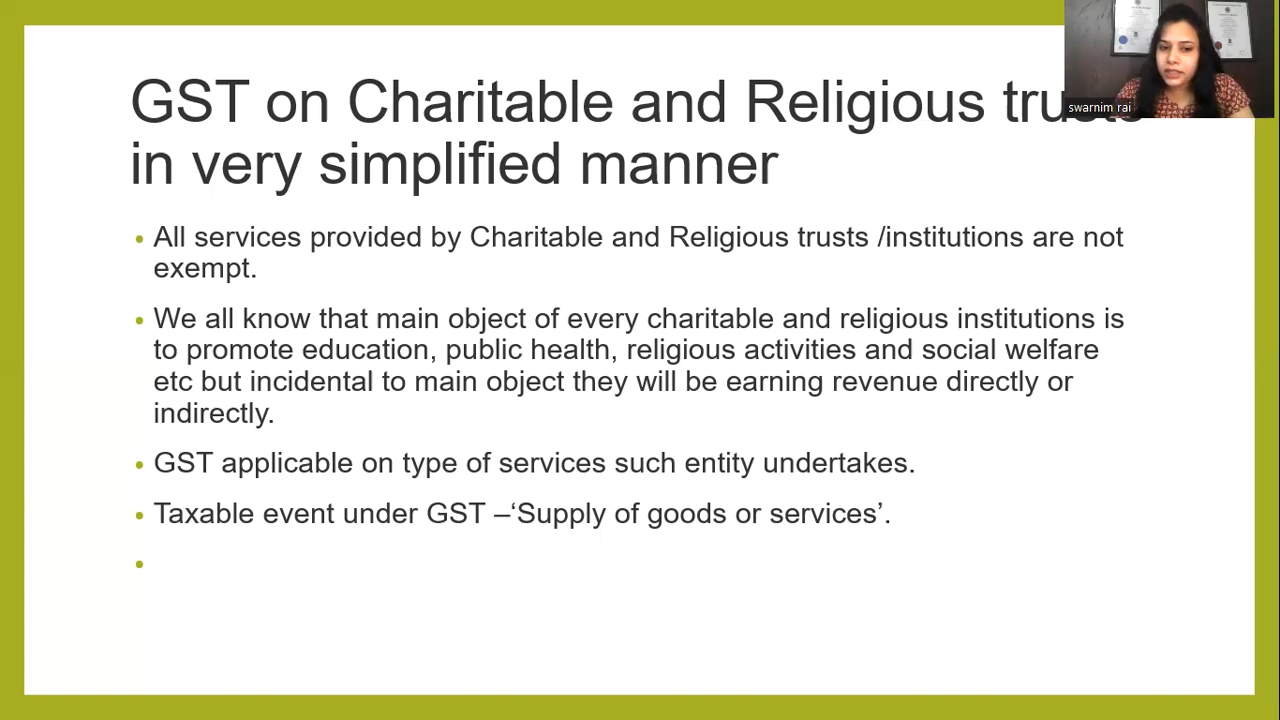 GST on Charitable and Religious trusts
in very simplified manner
swarnim rai
• All services provided by Charitable and Religious trusts /institutions are not
exempt.
• We all know that main object of every charitable and religious institutions is
to promote education, public health, religious activities and social welfare
etc but incidental to main object they will be earning revenue directly or
indirectly.
• GST applicable on type of services such entity undertakes.
• Taxable event under GST –‘Supply of goods or services’.
•